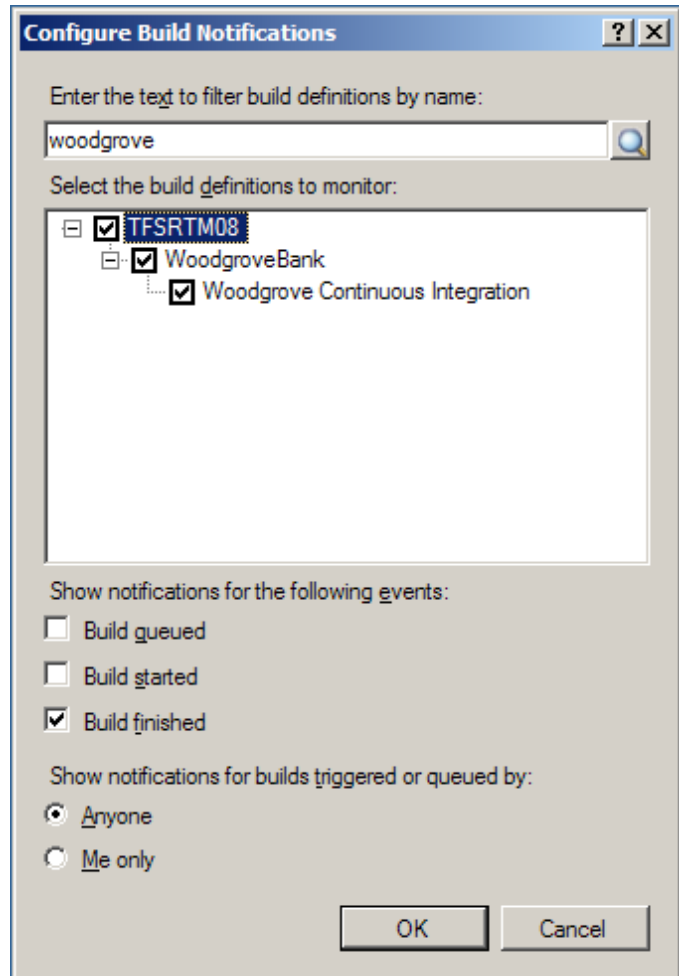 Configure Build Notifications
Enter the text to filter build definitions by name:
woodgrove
Select the build definitions to monitor:
TFSRTM08
WoodgroveBank
Woodgrove Continuous Integration
Show notifications for the following events:
Build queued
Build started
Build finished
Show notifications for builds triggered or queued by:
Anyone
Me only
OK Cancel